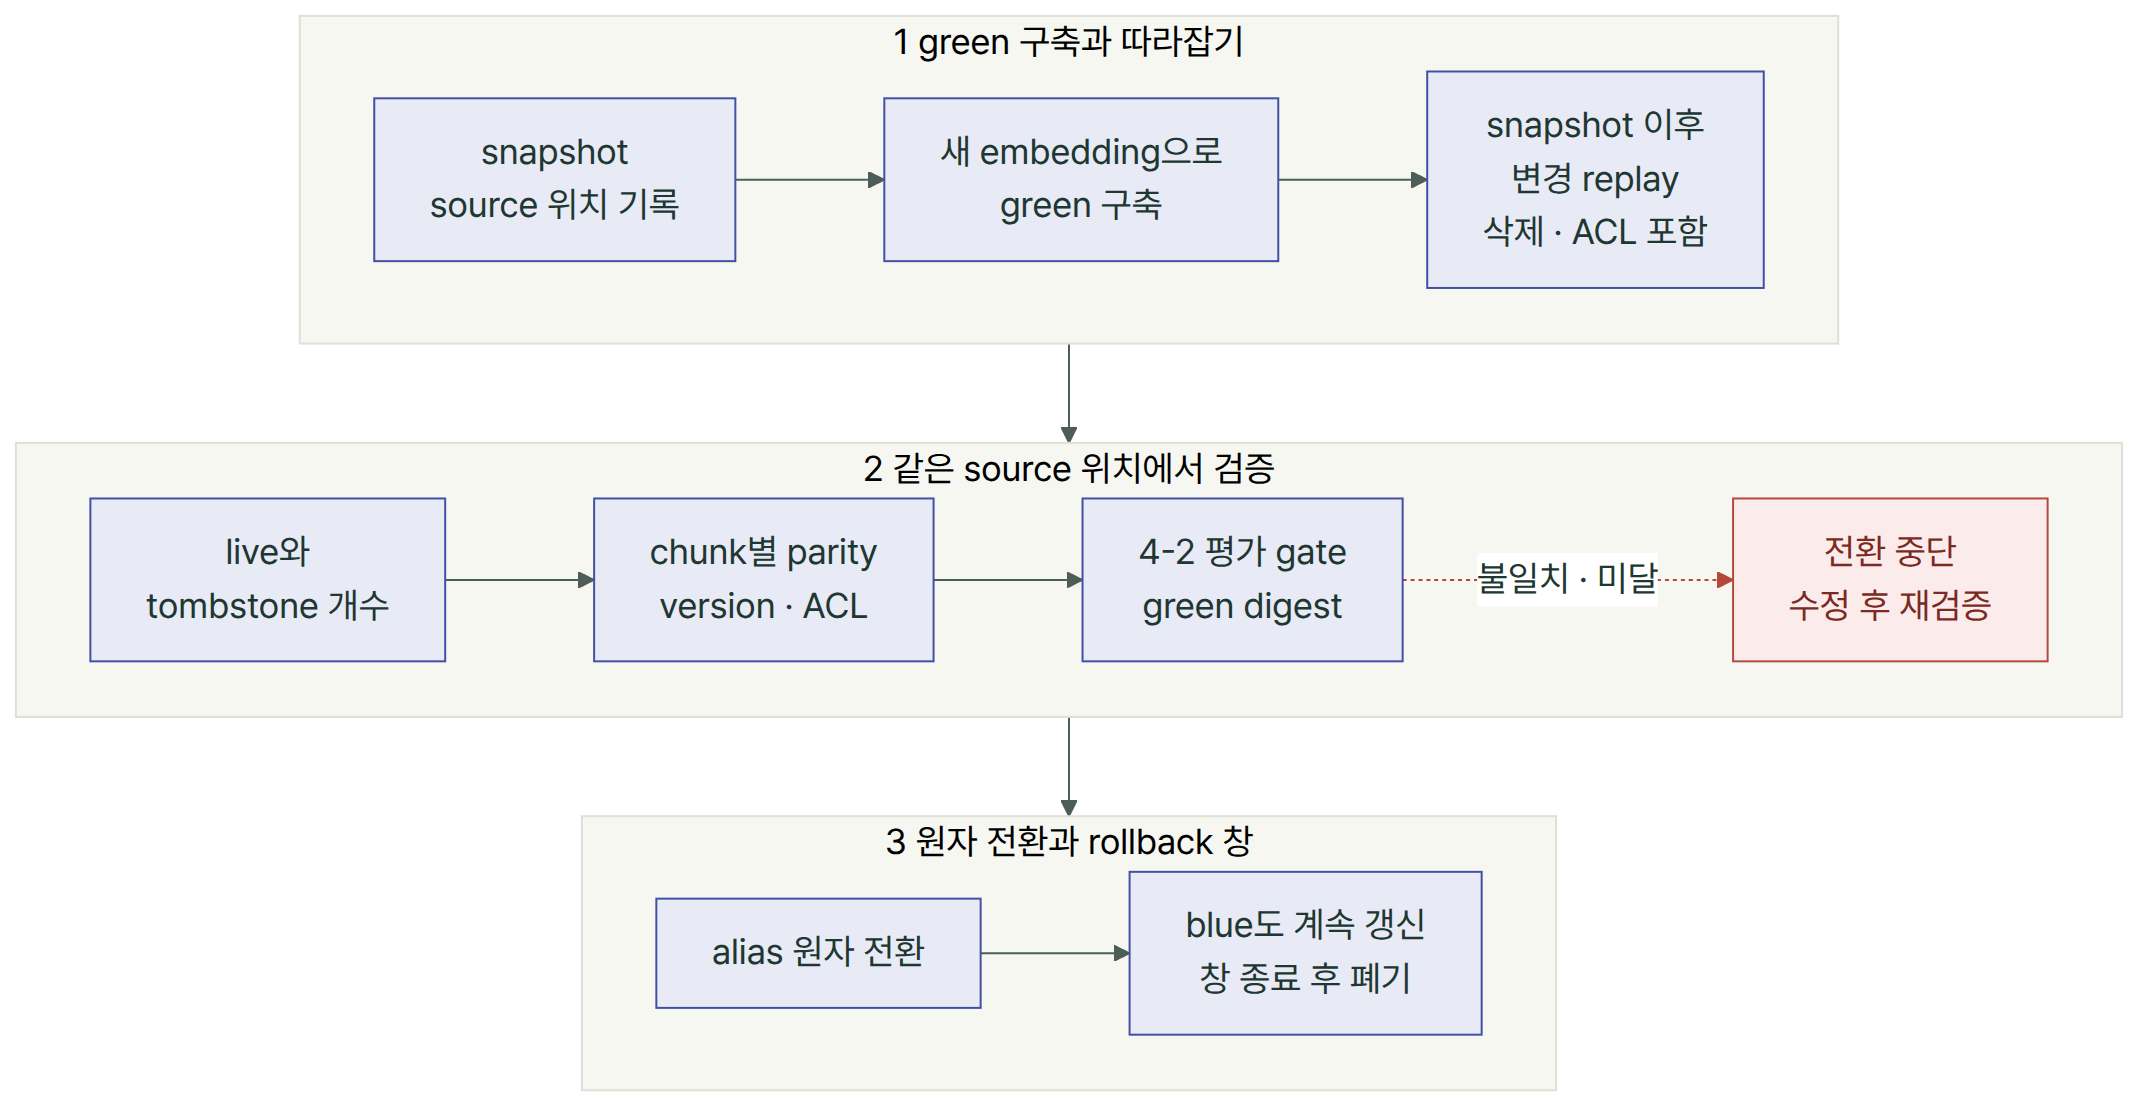 1 green 구축과 따라잡기
snapshot
source 위치 기록
새 embedding으로
green 구축
snapshot 이후
변경 replay
삭제 · ACL 포함
2 같은 source 위치에서 검증
live와
tombstone 개수
chunk별 parity
version · ACL
4-2 평가 gate
green digest
불일치 · 미달
전환 중단
수정 후 재검증
3 원자 전환과 rollback 창
alias 원자 전환
blue도 계속 갱신
창 종료 후 폐기